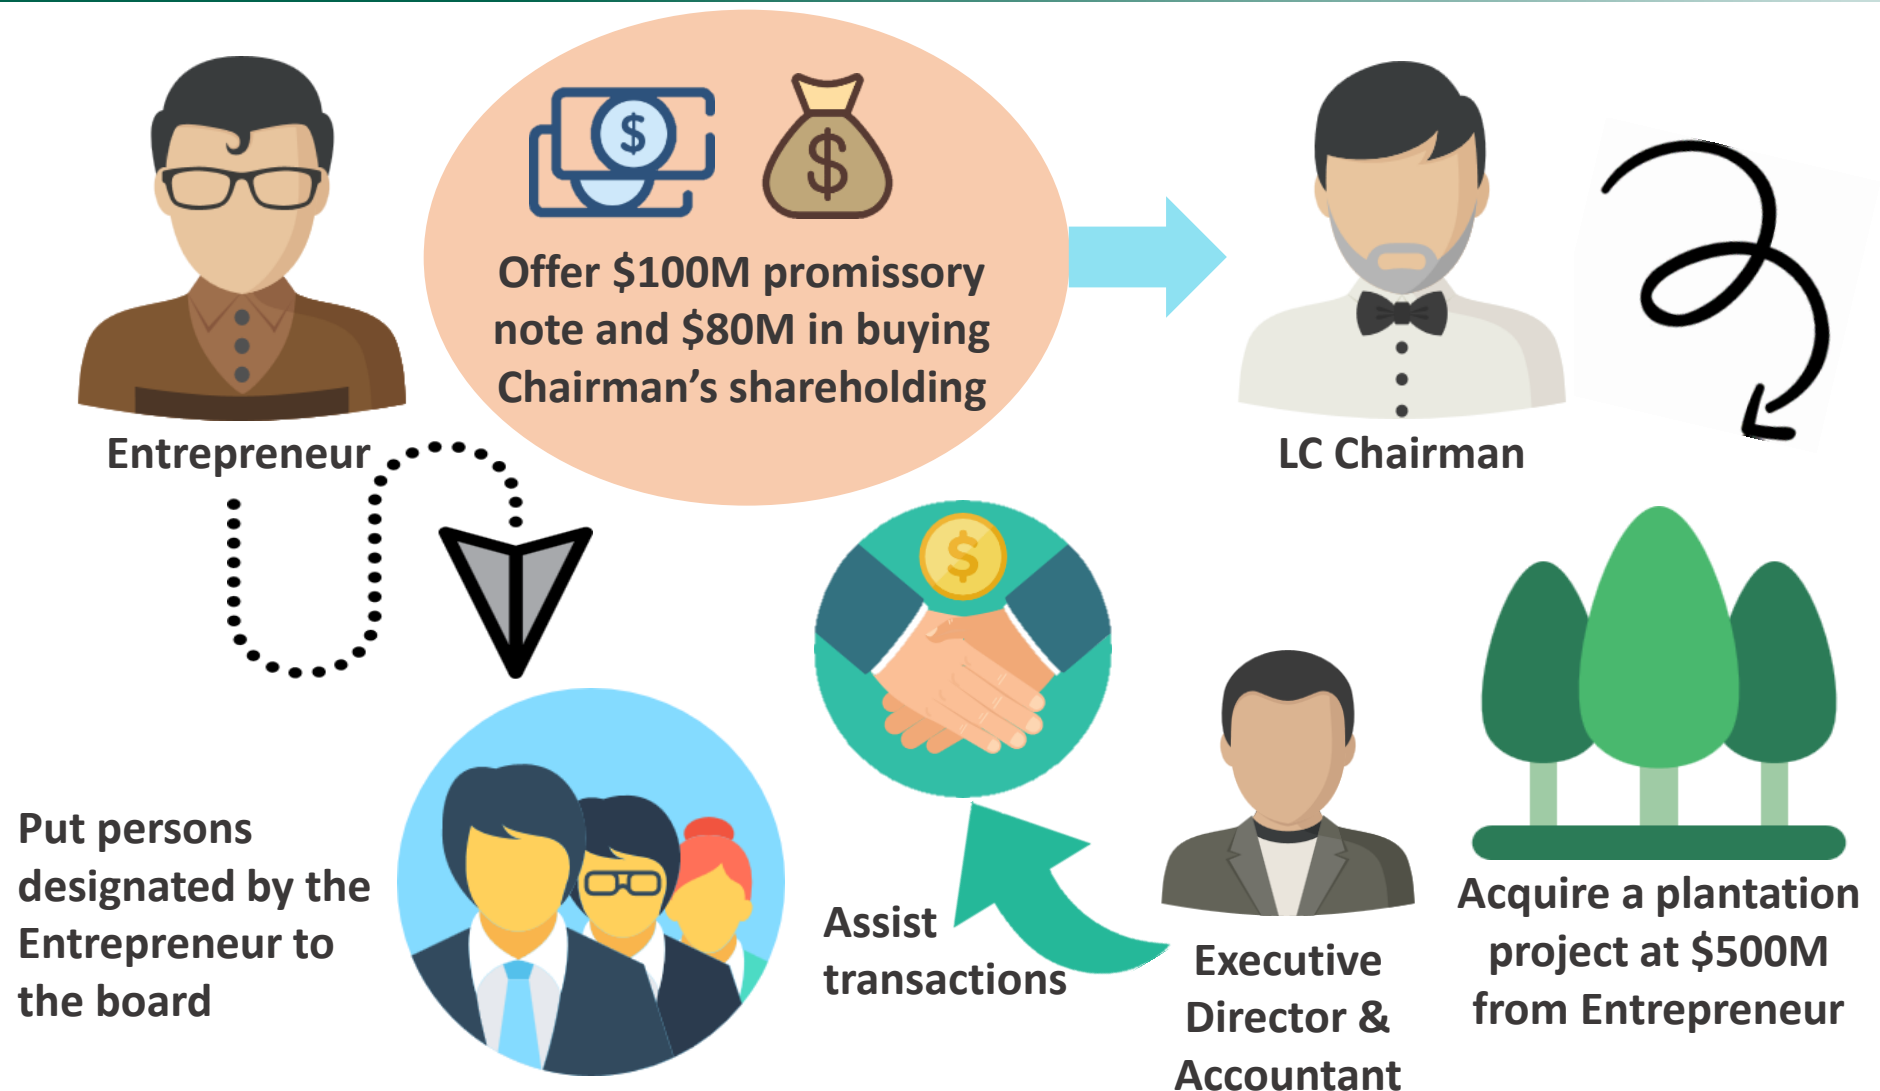 Offer $100M promissory
note and $80M in buying
Chairman’s shareholding
Entrepreneur
LC Chairman
Put persons
designated by the
Entrepreneur to
the board
Assist
transactions
Executive
Director &
Accountant
Acquire a plantation
project at $500M
from Entrepreneur